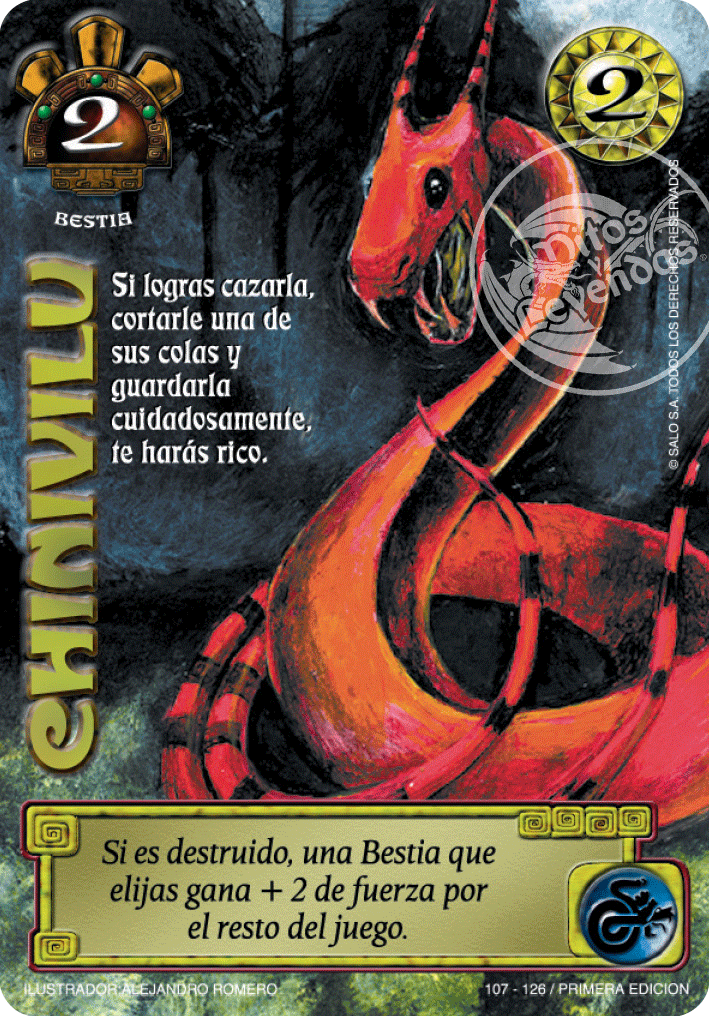 2
2
BESTIA
CHINIVILU
Si logras cazarla,
cortarle una de
sus colas y
guardarla
cuidadosamente,
te harás rico.
Mitos
y
Leyendas
®
© SALO S.A. TODOS LOS DERECHOS RESERVADOS
Si es destruido, una Bestia que
elijas gana + 2 de fuerza por
el resto del juego.
ILUSTRADOR:ALEJANDRO ROMERO
107 - 126 / PRIMERA EDICION